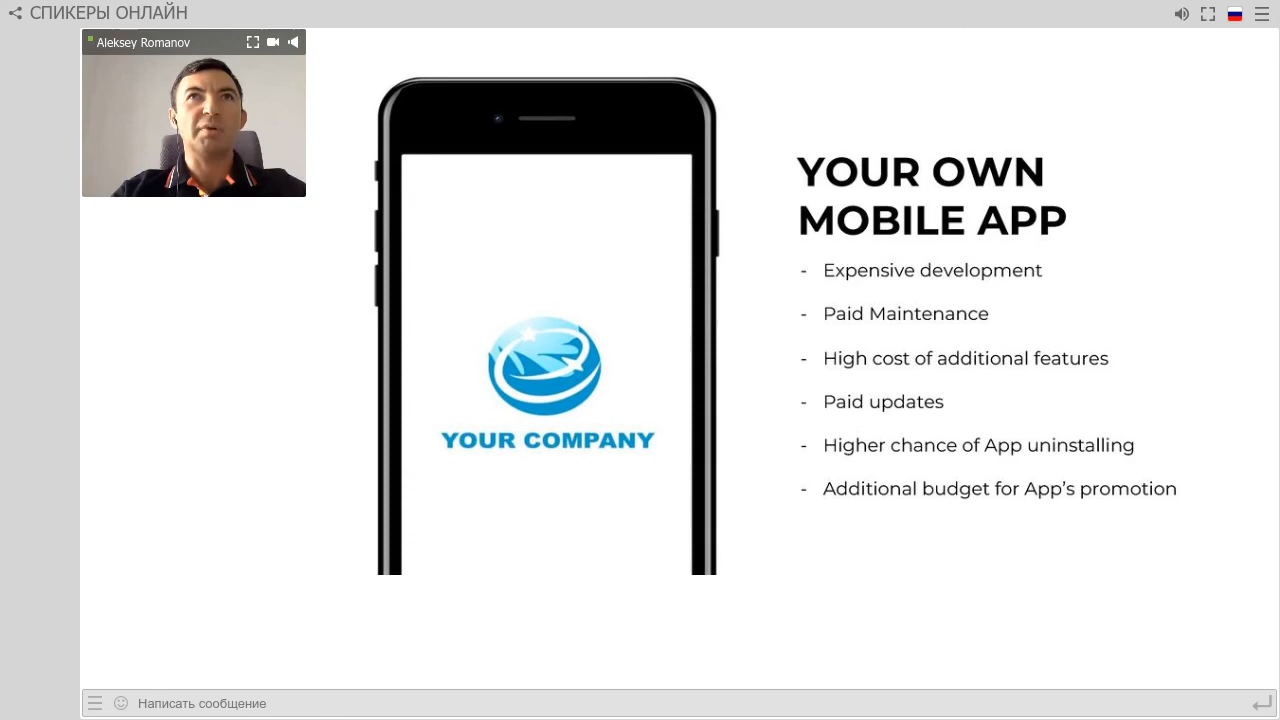 СПИКЕРЫ ОНЛАЙН
Aleksey Romanov
YOUR OWN
MOBILE APP
- Expensive development
- Paid Maintenance
- High cost of additional features
- Paid updates
- Higher chance of App uninstalling
- Additional budget for App’s promotion
YOUR COMPANY
Написать сообщение